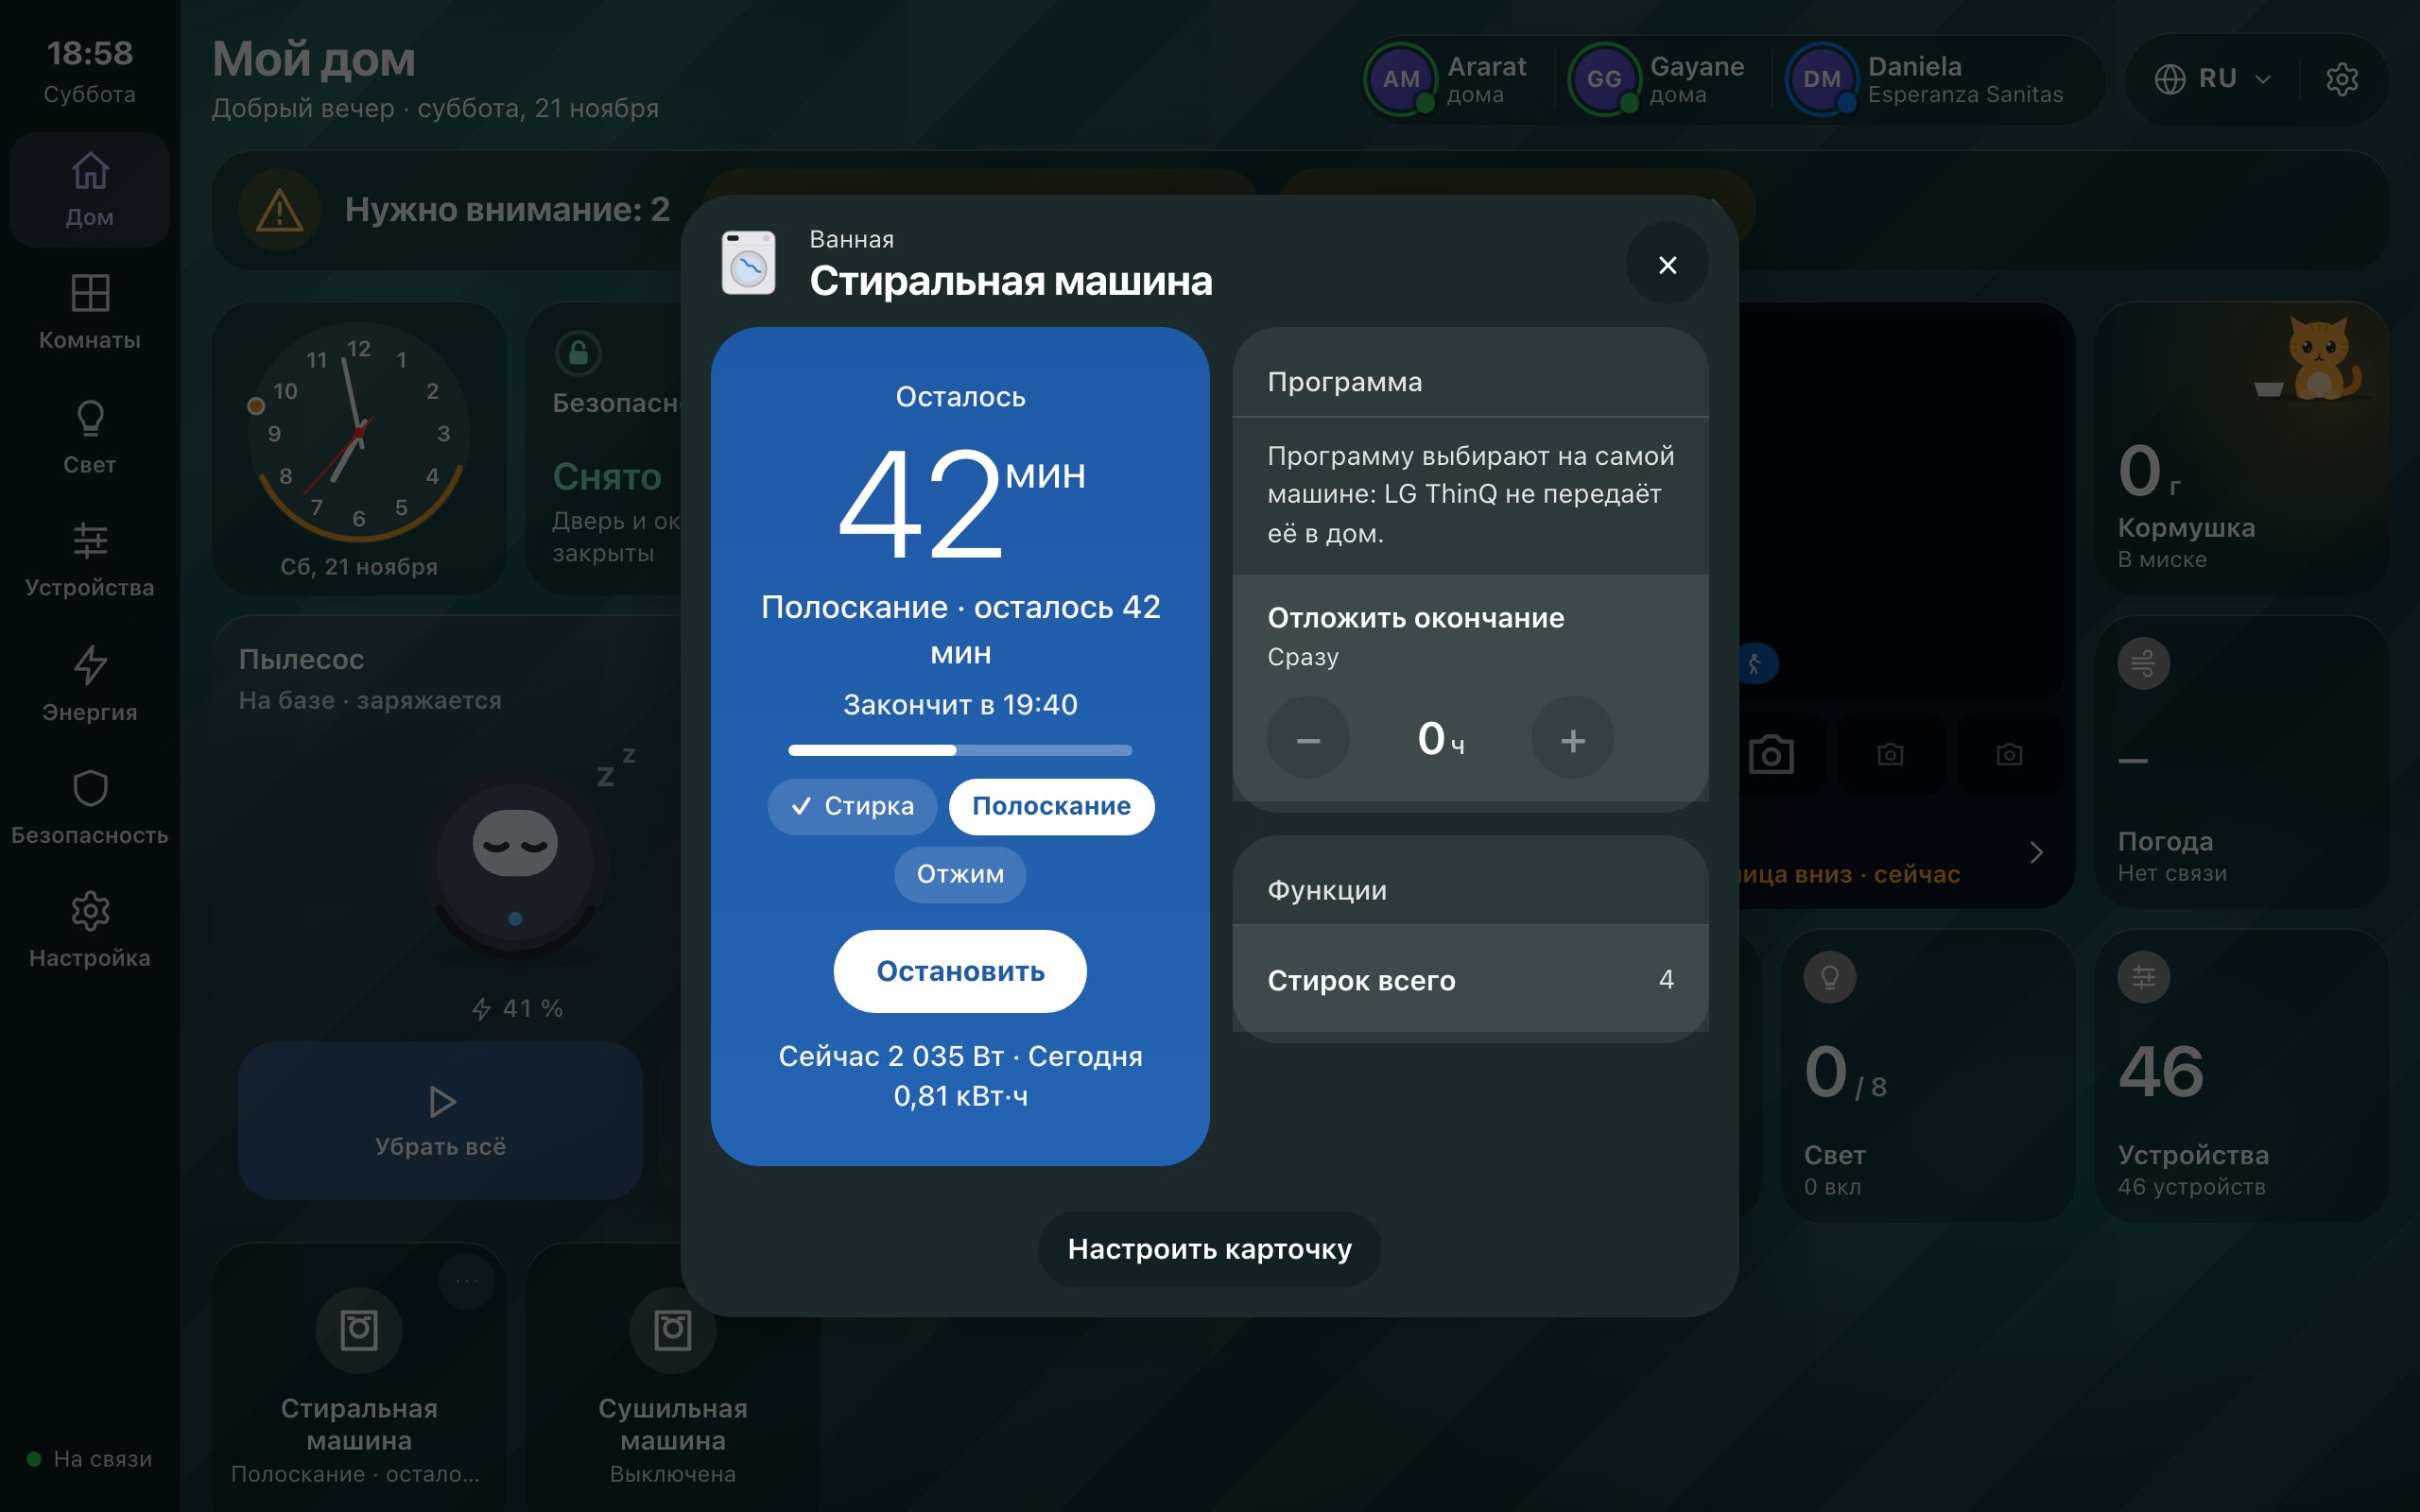 18:58
Суббота
Дом
Комнаты
Свет
Устройства
Энергия
Безопасность
Настройка
На связи
Мой дом
Добрый вечер · суббота, 21 ноября
AM
Ararat
дома
GG
Gayane
дома
DM
Daniela
Esperanza Sanitas
RU
Нужно внимание: 2
12
1
2
3
4
5
6
7
8
9
10
11
Сб, 21 ноября
Снято
Дверь и
закрыты
Пылесос
На базе · заряжается
z z
41 %
Убрать всё
Стиральная
машина
Полоскание · остало...
Сушильная
машина
Выключена
Ванная
Стиральная машина
×
Осталось
42 мин
Полоскание · осталось 42
мин
Закончит в 19:40
Стирка
Полоскание
Отжим
Остановить
Сейчас 2 035 Вт · Сегодня
0,81 кВт·ч
Программа
Программу выбирают на самой
машине: LG ThinQ не передаёт
её в дом.
Отложить окончание
Сразу
− 0 ч +
Функции
Стирок всего 4
Настроить карточку
вниз · сейчас
0 г
Кормушка
В миске
—
Погода
Нет связи
0 / 8
Свет
0 вкл
46
Устройства
46 устройств